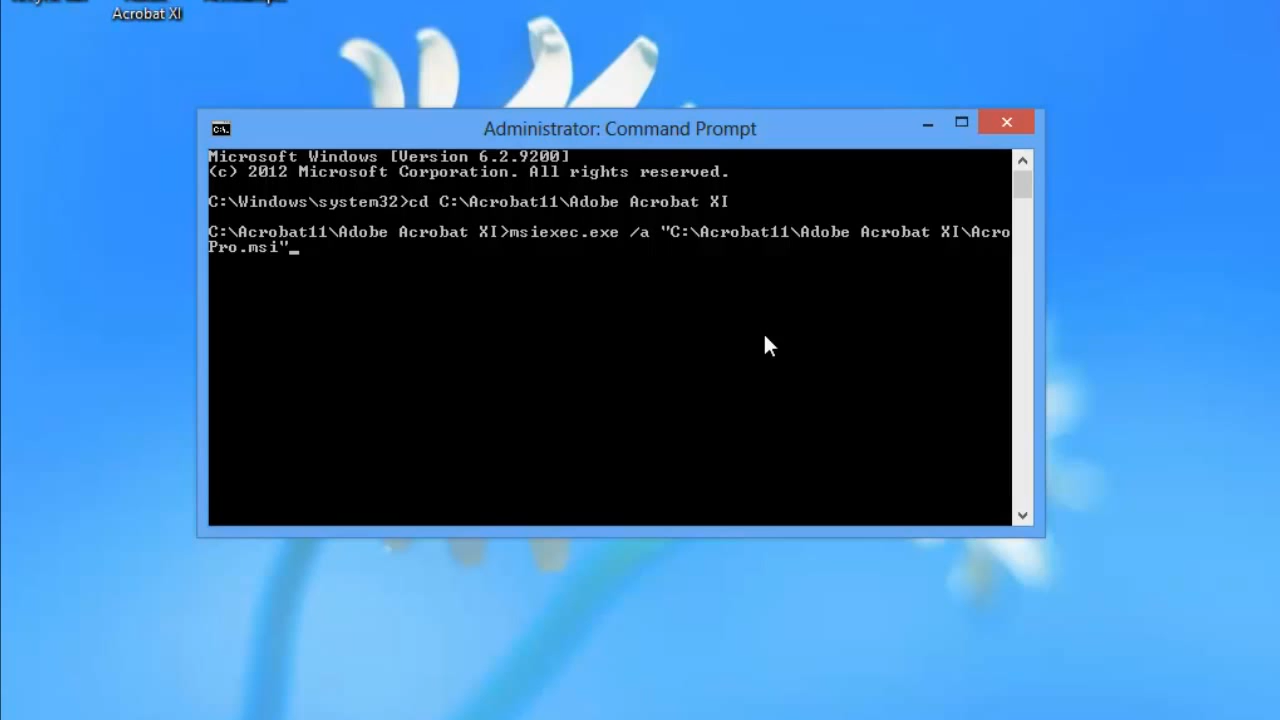 Acrobat XI
Administrator: Command Prompt
Microsoft Windows [Version 6.2.9200]
(c) 2012 Microsoft Corporation. All rights reserved.
C:\Windows\system32>cd C:\Acrobat11\Adobe Acrobat XI
C:\Acrobat11\Adobe Acrobat XI>msiexec.exe /a "C:\Acrobat11\Adobe Acrobat XI\Acro
Pro.msi"_